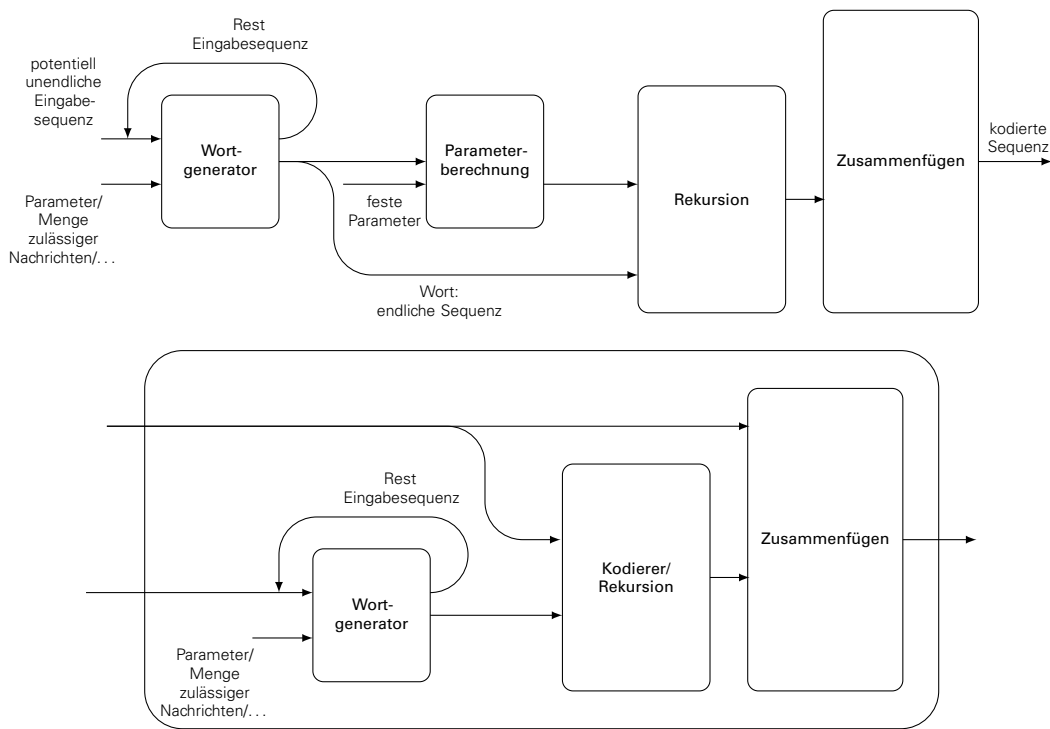 Rest
Eingabesequenz
potentiell
unendliche
Eingabe-
sequenz
Wort-
generator
Parameter/
Menge
zulässiger
Nachrichten/...
feste
Parameter
Parameter-
berechnung
Wort:
endliche Sequenz
Rekursion
Zusammenfügen
kodierte
Sequenz
Rest
Eingabesequenz
Wort-
generator
Parameter/
Menge
zulässiger
Nachrichten/...
Kodierer/
Rekursion
Zusammenfügen